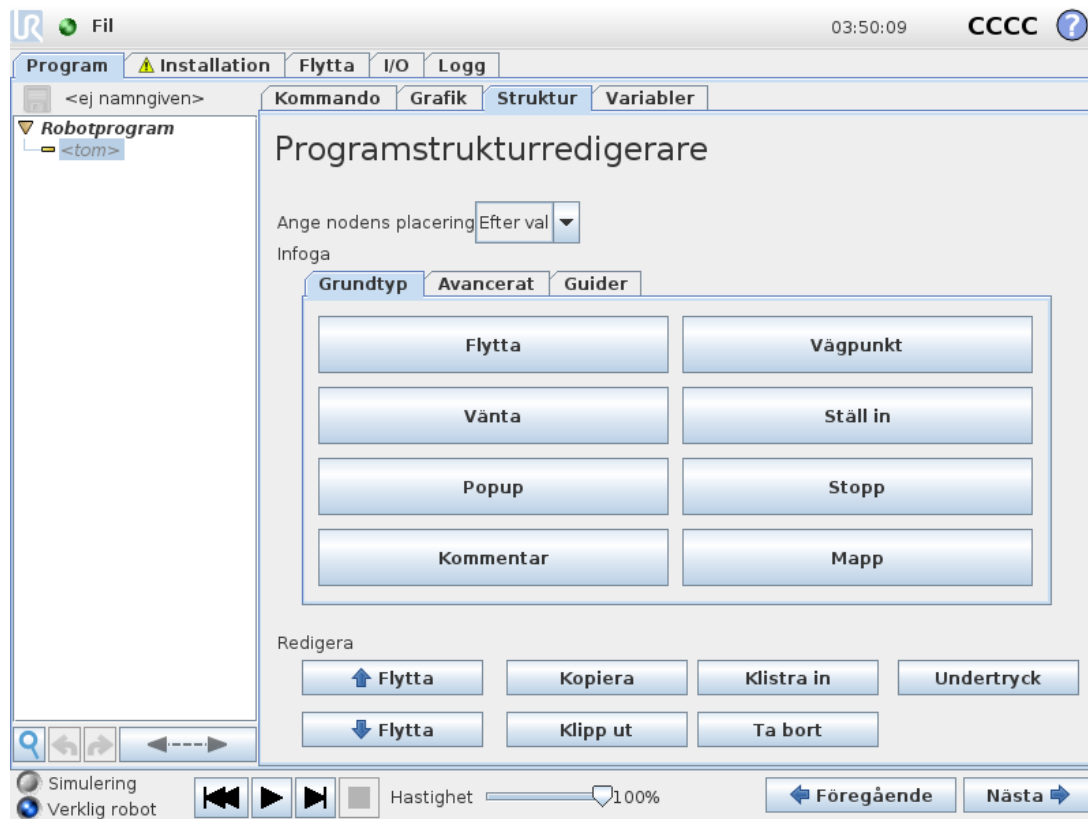 UR Fil 03:50:09 CCCC ?
Program Installation Flytta I/O Logg
<ej namngiven> Kommando Grafik Struktur Variabler
Robotprogram
<tom>
Programstrukturredigerare
Ange nodens placering Efter val
Infoga
Grundtyp Avancerat Guider
Flytta Vägpunkt
Vänta Ställ in
Popup Stopp
Kommentar Mapp
Redigera
Flytta Kopiera Klistra in Undertryck
Flytta Klipp ut Ta bort
Simulering
Verklig robot
Hastighet 100% Föregående Nästa